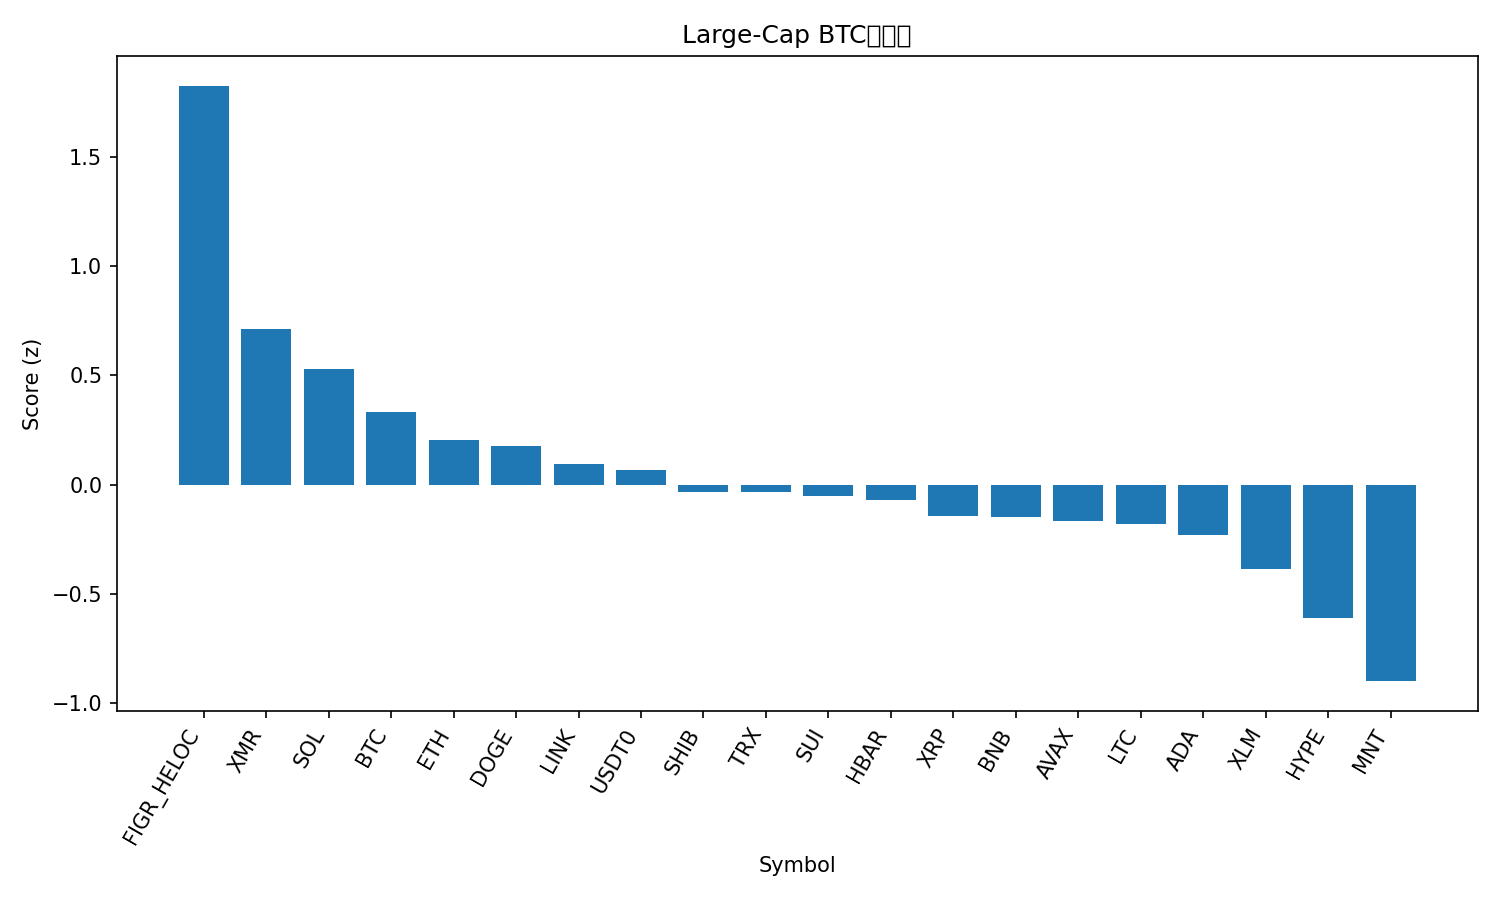 Large-Cap BTC
Score (z)
1.5
1.0
0.5
0.0
−0.5
−1.0
FIGR_HELOC
XMR
SOL
BTC
ETH
DOGE
LINK
USDT0
SHIB
TRX
SUI
HBAR
XRP
BNB
AVAX
LTC
ADA
XLM
HYPE
MNT
Symbol